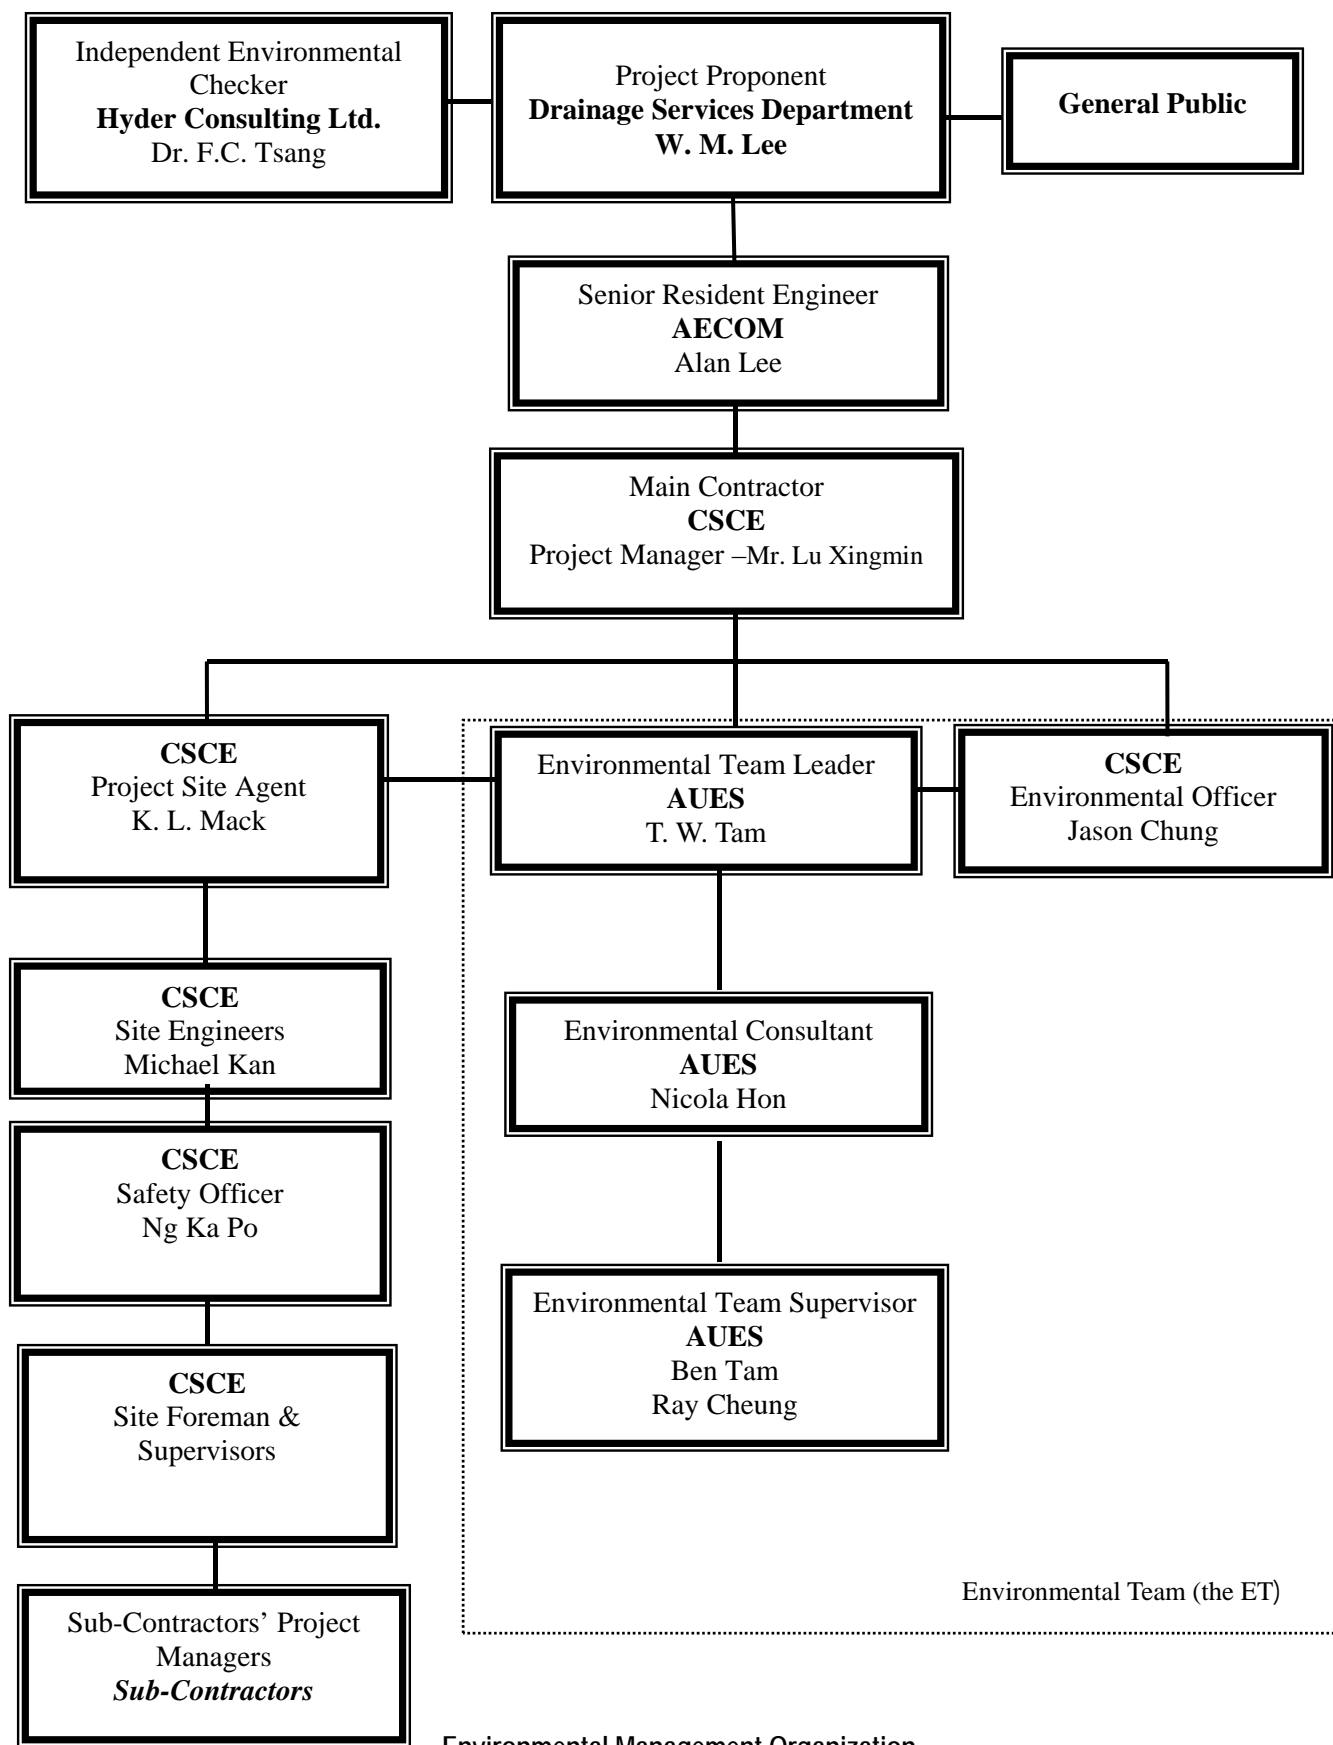 Independent Environmental
Checker
Hyder Consulting Ltd.
Dr. F.C. Tsang
Project Proponent
Drainage Services Department
W. M. Lee
General Public
Senior Resident Engineer
AECOM
Alan Lee
Main Contractor
CSCE
Project Manager –Mr. Lu Xingmin
CSCE
Project Site Agent
K. L. Mack
Environmental Team Leader
AUES
T. W. Tam
CSCE
Environmental Officer
Jason Chung
CSCE
Site Engineers
Michael Kan
Environmental Consultant
AUES
Nicola Hon
CSCE
Safety Officer
Ng Ka Po
Environmental Team Supervisor
AUES
Ben Tam
Ray Cheung
CSCE
Site Foreman &
Supervisors
Environmental Team (the ET)
Sub-Contractors’ Project
Managers
Sub-Contractors
Environmental Management Organization